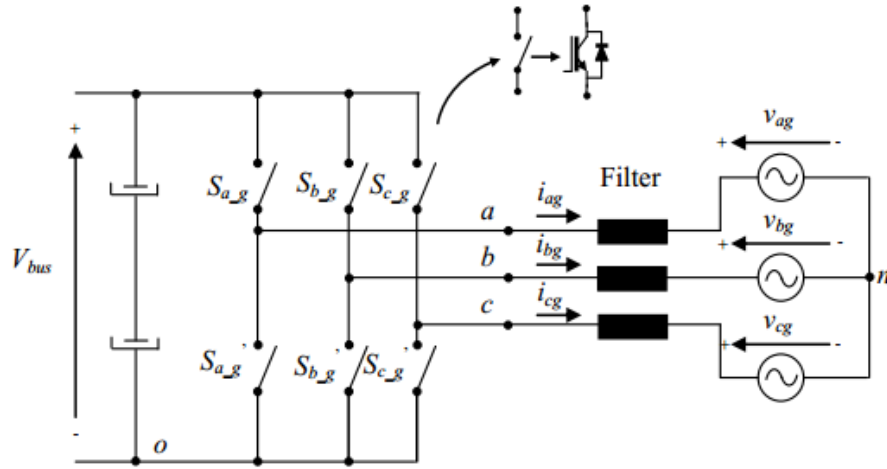 v_ag
+ -
S_a_g S_b_g S_c_g
Filter
a i_ag
v_bg
+ -
V_bus
+
b i_bg
n
c i_cg
v_cg
+ -
S_a_g' S_b_g' S_c_g'
-
o